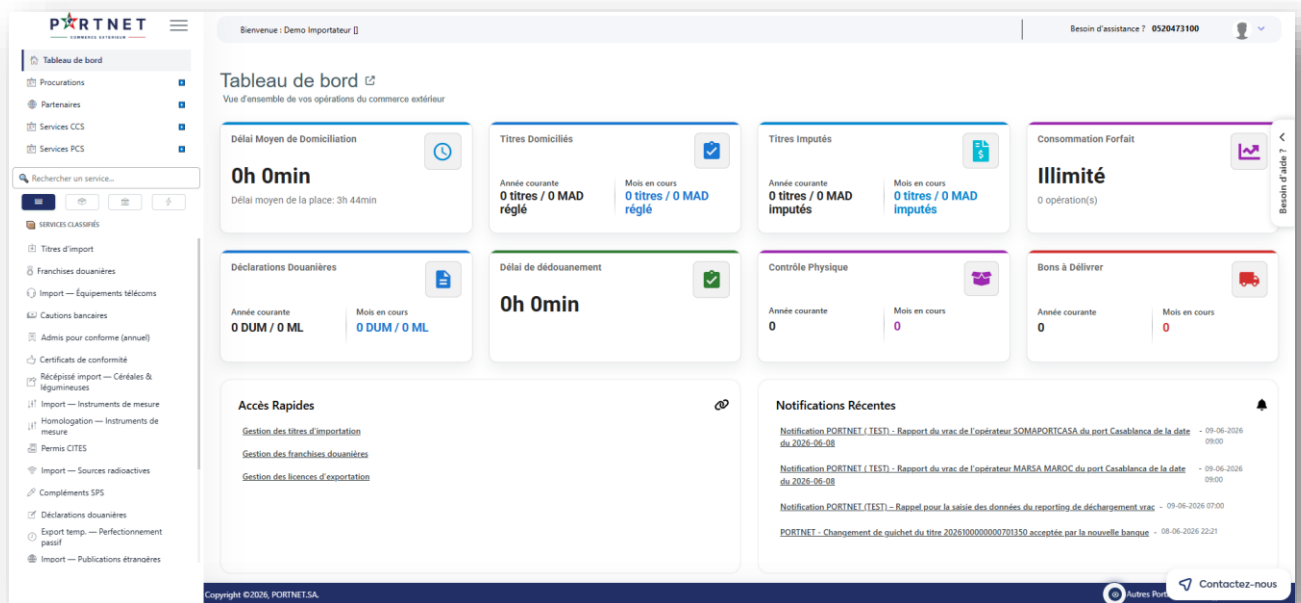 PORTNET
COMMERCE EXTERIEUR
Bienvenue : Demo Importateur []
Besoin d'assistance ? 0520473100
Tableau de bord
Procurations
Partenaires
Services CCS
Services PCS
Rechercher un service...
SERVICES CLASSIFIÉS
Titres d'import
Franchises douanières
Import — Équipements télécoms
Cautions bancaires
Admis pour conforme (annuel)
Certificats de conformité
Récépissé import — Céréales &
légumineuses
Import — Instruments de mesure
Homologation — Instruments de
mesure
Permis CITES
Import — Sources radioactives
Compléments SPS
Déclarations douanières
Export temp. — Perfectionnement
passif
Import — Publications étrangères
Tableau de bord
Vue d'ensemble de vos opérations du commerce extérieur
Délai Moyen de Domiciliation
0h 0min
Délai moyen de la place: 3h 44min
Titres Domiciliés
Année courante
0 titres / 0 MAD
réglé
Mois en cours
0 titres / 0 MAD
réglé
Titres Imputés
Année courante
0 titres / 0 MAD
imputés
Mois en cours
0 titres / 0 MAD
imputés
Consommation Forfait
Illimité
0 opération(s)
Besoin d'aide ?
Déclarations Douanières
Année courante
0 DUM / 0 ML
Mois en cours
0 DUM / 0 ML
Délai de dédouanement
0h 0min
Contrôle Physique
Année courante
0
Mois en cours
0
Bons à Délivrer
Année courante
0
Mois en cours
0
Accès Rapides
Gestion des titres d'importation
Gestion des franchises douanières
Gestion des licences d'exportation
Notifications Récentes
Notification PORTNET ( TEST) - Rapport du vrac de l'opérateur SOMAPORTCASA du port Casablanca de la date
du 2026-06-08
- 09-06-2026
09:00
Notification PORTNET ( TEST) - Rapport du vrac de l'opérateur MARSA MAROC du port Casablanca de la date
du 2026-06-08
- 09-06-2026
09:00
Notification PORTNET (TEST) – Rappel pour la saisie des données du reporting de déchargement vrac - 09-06-2026 07:00
PORTNET - Changement de guichet du titre 2026100000000701350 acceptée par la nouvelle banque - 08-06-2026 22:21
Copyright ©2026, PORTNET.SA.
Autres Port
Contactez-nous